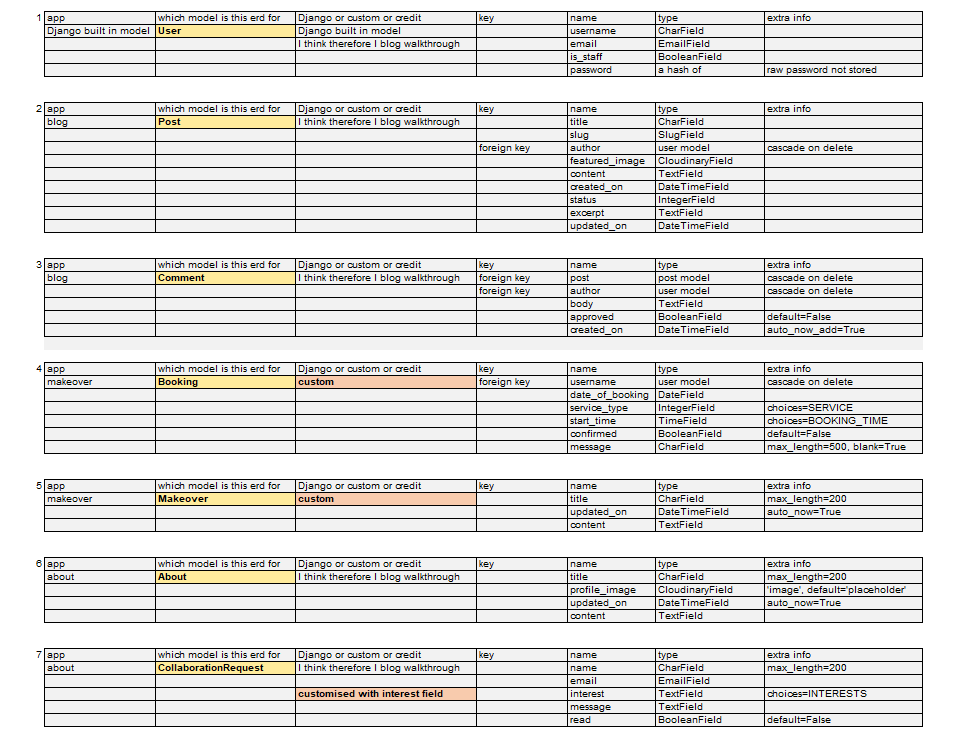 1 app which model is this erd for Django or custom or credit key name type extra info
Django built in model User Django built in model username CharField
I think therefore I blog walkthrough email EmailField
is_staff BooleanField
password a hash of raw password not stored
2 app which model is this erd for Django or custom or credit key name type extra info
blog Post I think therefore I blog walkthrough title CharField
slug SlugField
foreign key author user model cascade on delete
featured_image CloudinaryField
content TextField
created_on DateTimeField
status IntegerField
excerpt TextField
updated_on DateTimeField
3 app which model is this erd for Django or custom or credit key name type extra info
blog Comment I think therefore I blog walkthrough foreign key post post model cascade on delete
foreign key author user model cascade on delete
body TextField
approved BooleanField default=False
created_on DateTimeField auto_now_add=True
4 app which model is this erd for Django or custom or credit key name type extra info
makeover Booking custom foreign key username user model cascade on delete
date_of_booking DateField
service_type IntegerField choices=SERVICE
start_time TimeField choices=BOOKING_TIME
confirmed BooleanField default=False
message CharField max_length=500, blank=True
5 app which model is this erd for Django or custom or credit key name type extra info
makeover Makeover custom title CharField max_length=200
updated_on DateTimeField auto_now=True
content TextField
6 app which model is this erd for Django or custom or credit key name type extra info
about About I think therefore I blog walkthrough title CharField max_length=200
profile_image CloudinaryField 'image', default='placeholder'
updated_on DateTimeField auto_now=True
content TextField
7 app which model is this erd for Django or custom or credit key name type extra info
about CollaborationRequest I think therefore I blog walkthrough name CharField max_length=200
email EmailField
customised with interest field interest TextField choices=INTERESTS
message TextField
read BooleanField default=False